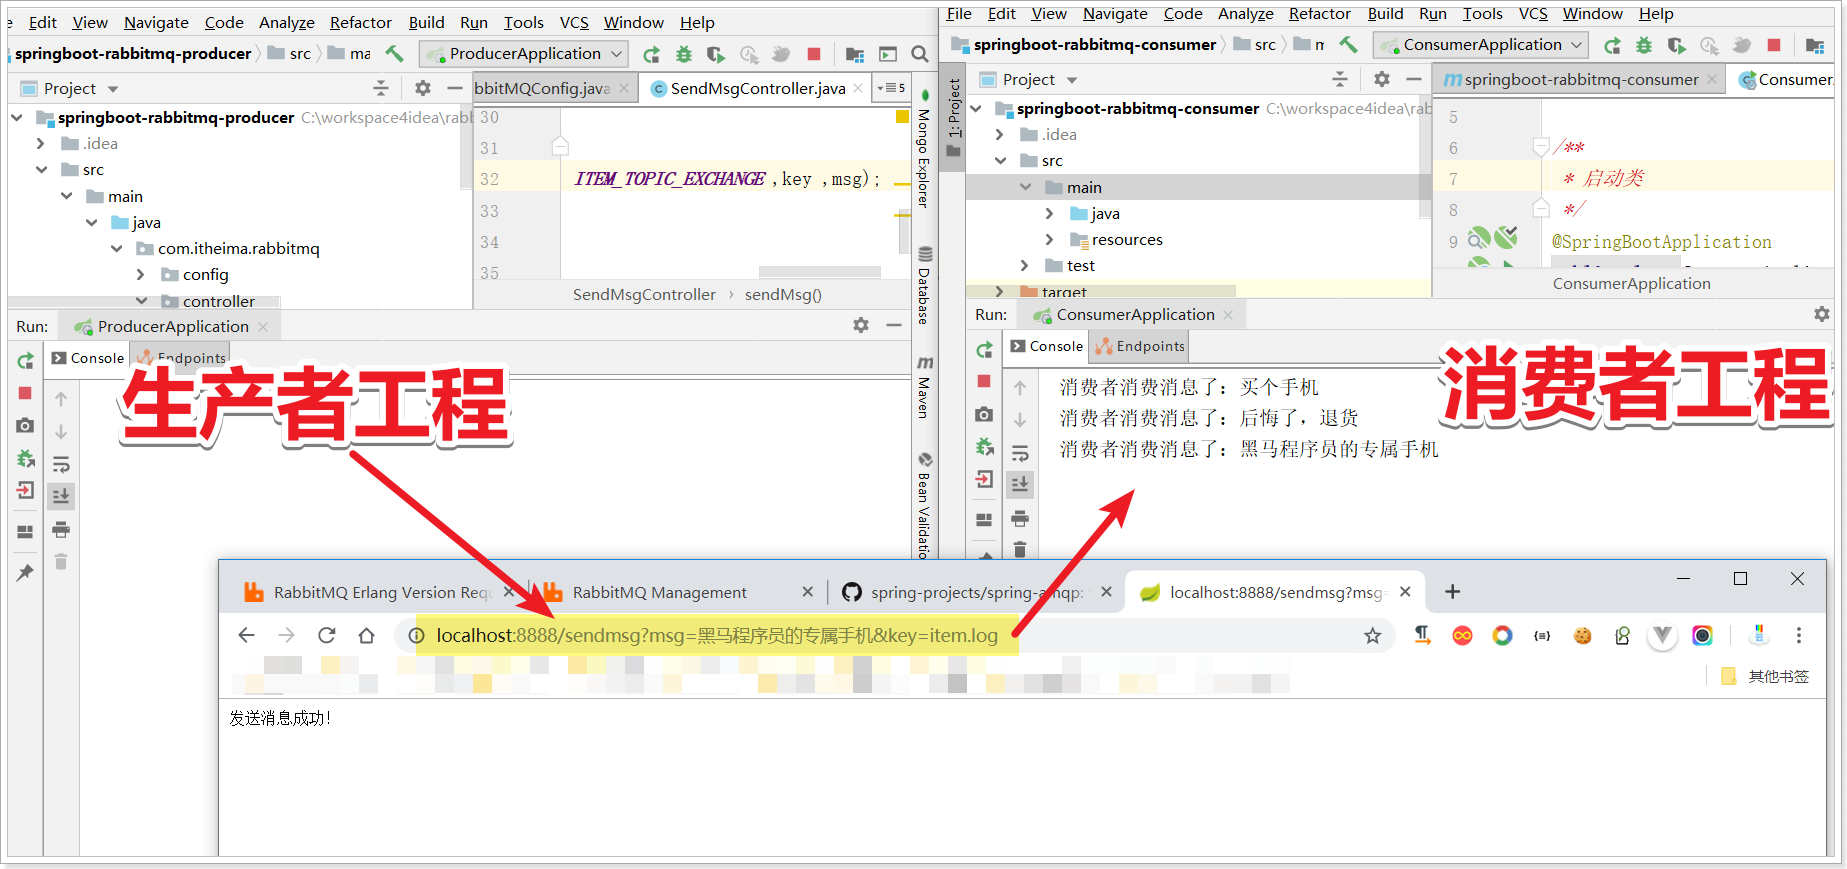 Edit View Navigate Code Analyze Refactor Build Run Tools VCS Window Help
springboot-rabbitmq-producer src ma ProducerApplication
Project
bbitMQConfig.java SendMsgController.java 5
springboot-rabbitmq-producer C:\workspace4idea\rabb
.idea
src
main
java
com.itheima.rabbitmq
config
controller
30
31
32 ITEM_TOPIC_EXCHANGE ,key ,msg);
33
34
35
SendMsgController › sendMsg()
Mongo Explorer
Database
Maven
Bean Validatio
Run: ProducerApplication
Console Endpoints
生产者工程
File Edit View Navigate Code Analyze Refactor Build Run Tools VCS Window Help
springboot-rabbitmq-consumer src ConsumerApplication
1: Project
Project
springboot-rabbitmq-consumer Consumer
springboot-rabbitmq-consumer C:\workspace4idea\rabb
.idea
src
main
java
resources
test
target
5
6 /**
7 * 启动类
8 */
9 @SpringBootApplication
ConsumerApplication
Run: ConsumerApplication
Console Endpoints
消费者消费消息了：买个手机
消费者消费消息了：后悔了，退货
消费者消费消息了：黑马程序员的专属手机
消费者工程
RabbitMQ Erlang Version Requ RabbitMQ Management spring-projects/spring-amqp: localhost:8888/sendmsg?msg=
localhost:8888/sendmsg?msg=黑马程序员的专属手机&key=item.log
其他书签
发送消息成功！